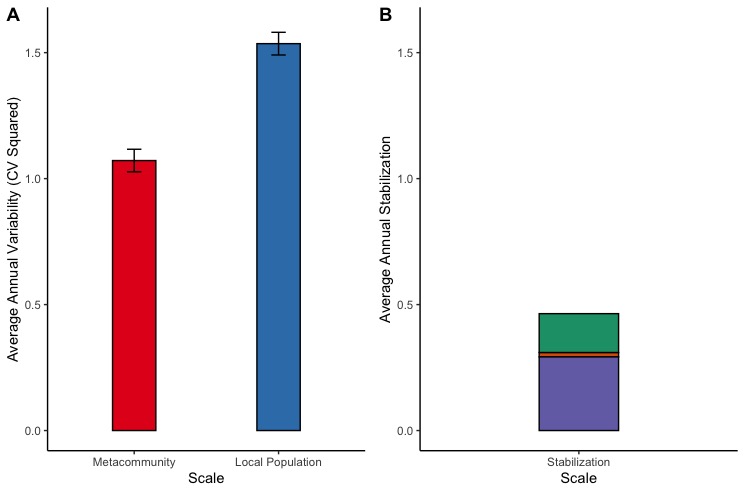 A
Average Annual Variability (CV Squared)
1.5
1.0
0.5
0.0
Metacommunity Local Population
Scale
B
Average Annual Stabilization
1.5
1.0
0.5
0.0
Stabilization
Scale